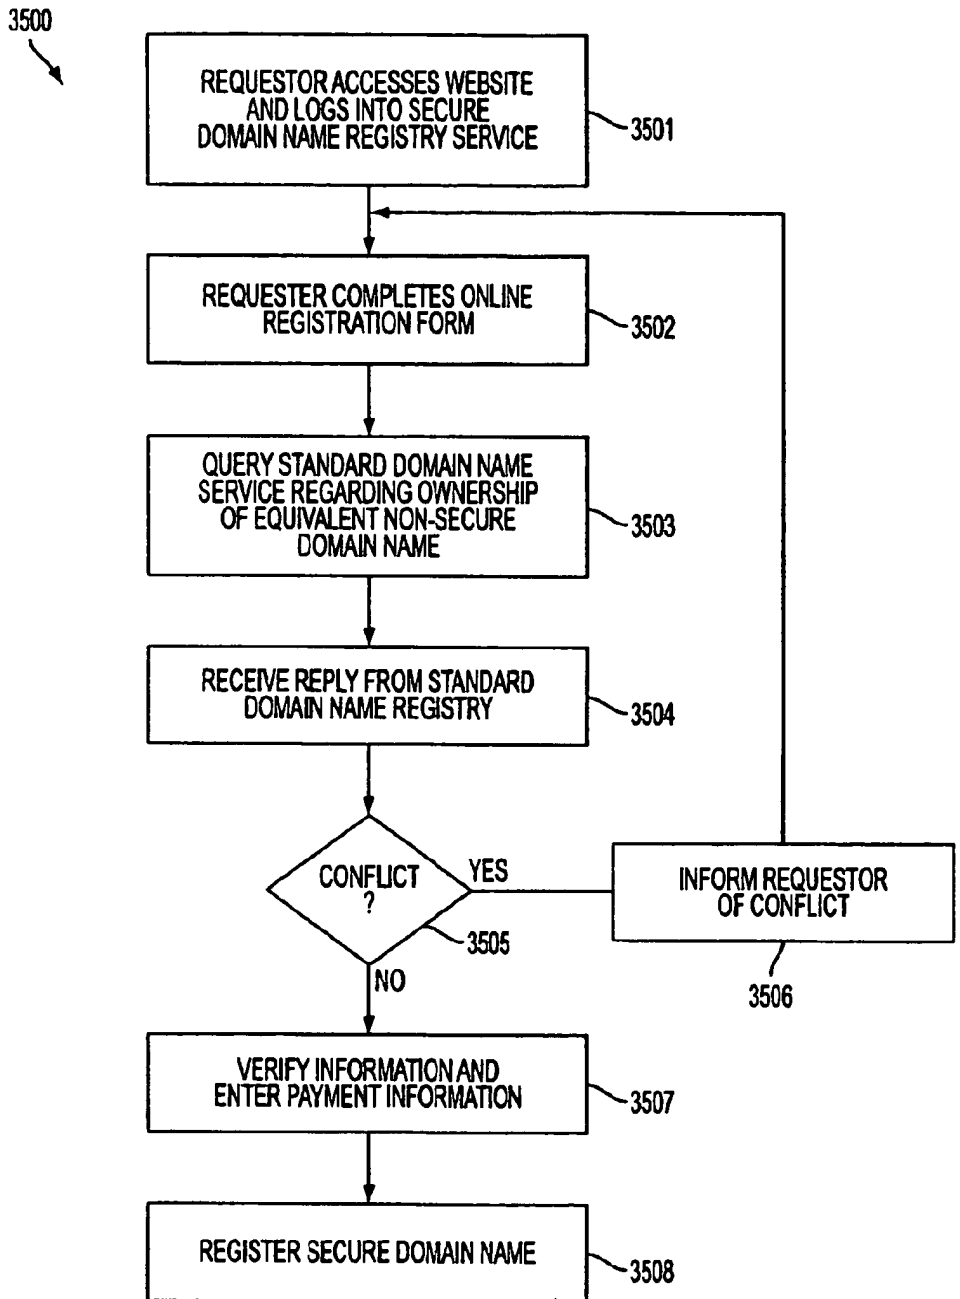 3500
REQUESTOR ACCESSES WEBSITE
AND LOGS INTO SECURE
DOMAIN NAME REGISTRY SERVICE
3501
REQUESTER COMPLETES ONLINE
REGISTRATION FORM
3502
QUERY STANDARD DOMAIN NAME
SERVICE REGARDING OWNERSHIP
OF EQUIVALENT NON-SECURE
DOMAIN NAME
3503
RECEIVE REPLY FROM STANDARD
DOMAIN NAME REGISTRY
3504
CONFLICT
?
YES
3505
NO
INFORM REQUESTOR
OF CONFLICT
3506
VERIFY INFORMATION AND
ENTER PAYMENT INFORMATION
3507
REGISTER SECURE DOMAIN NAME
3508